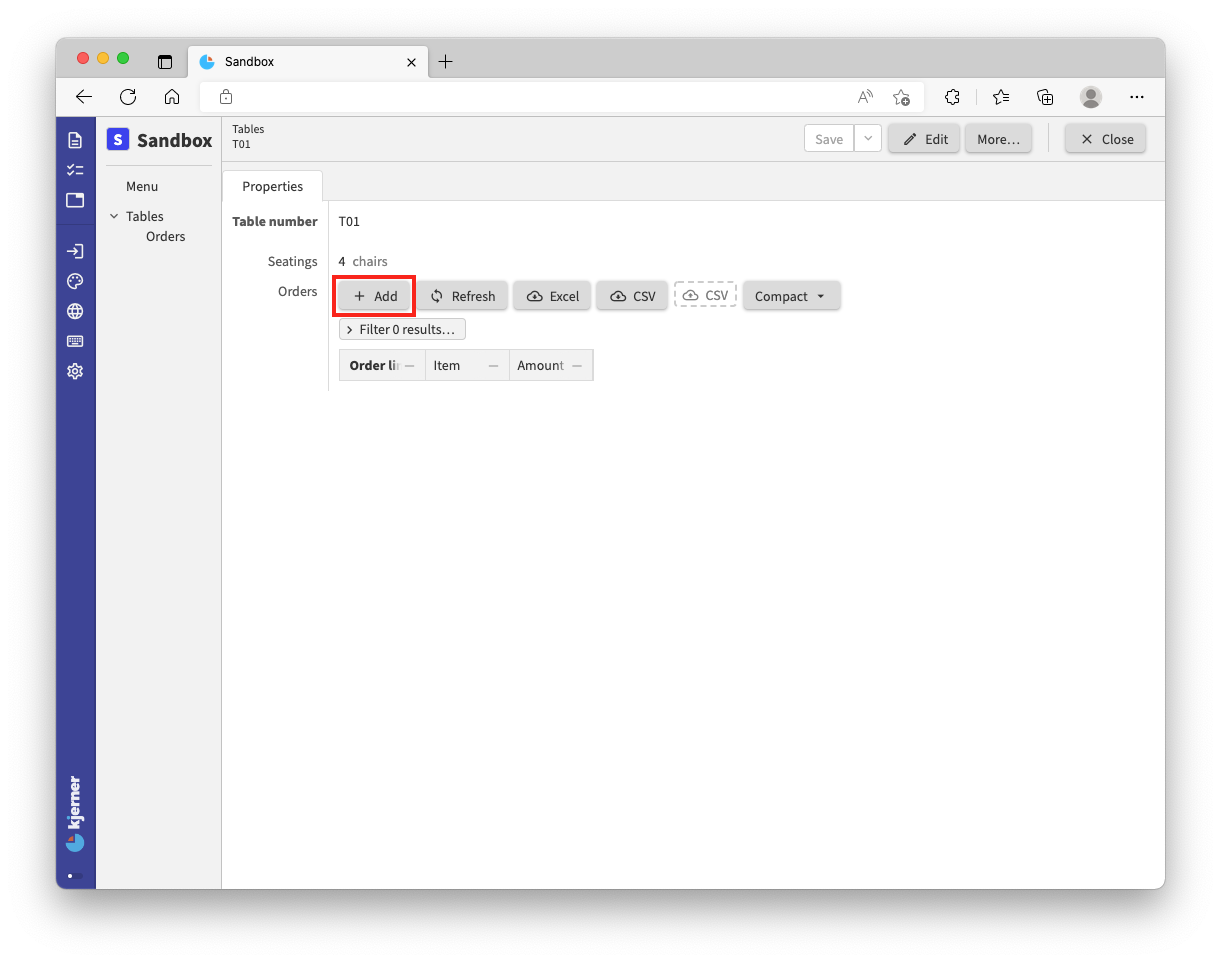 Sandbox
A
S Sandbox
Menu
Tables
Orders
kjerner
Tables
T01
Save
Edit
More…
Close
Properties
Table number T01
Seatings 4 chairs
Orders Add Refresh Excel CSV CSV Compact
Filter 0 results…
Order li Item Amount